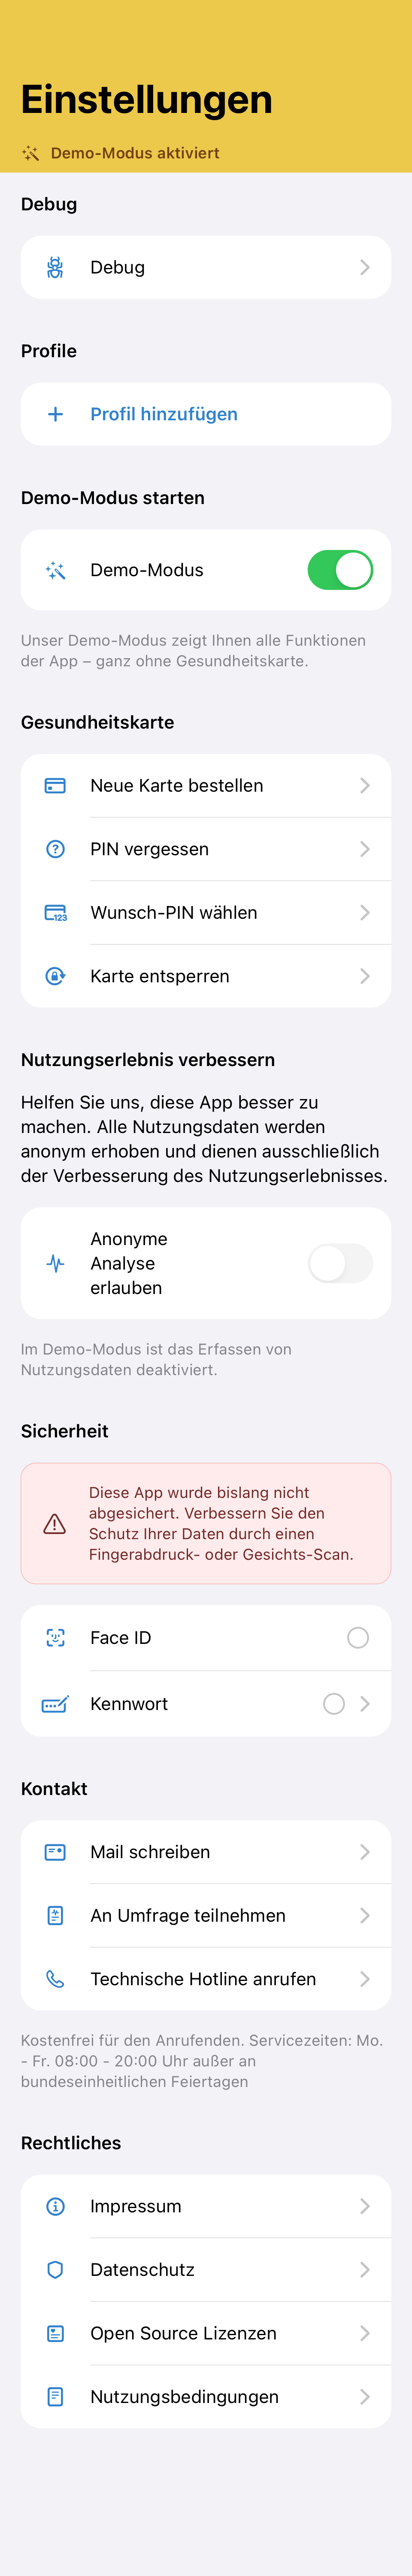 Einstellungen
Demo-Modus aktiviert
Debug
Debug
Profile
Profil hinzufügen
Demo-Modus starten
Demo-Modus
Unser Demo-Modus zeigt Ihnen alle Funktionen
der App – ganz ohne Gesundheitskarte.
Gesundheitskarte
Neue Karte bestellen
PIN vergessen
123
Wunsch-PIN wählen
Karte entsperren
Nutzungserlebnis verbessern
Helfen Sie uns, diese App besser zu
machen. Alle Nutzungsdaten werden
anonym erhoben und dienen ausschließlich
der Verbesserung des Nutzungserlebnisses.
Anonyme
Analyse
erlauben
Im Demo-Modus ist das Erfassen von
Nutzungsdaten deaktiviert.
Sicherheit
Diese App wurde bislang nicht
abgesichert. Verbessern Sie den
Schutz Ihrer Daten durch einen
Fingerabdruck- oder Gesichts-Scan.
Face ID
Kennwort
Kontakt
Mail schreiben
An Umfrage teilnehmen
Technische Hotline anrufen
Kostenfrei für den Anrufenden. Servicezeiten: Mo.
- Fr. 08:00 - 20:00 Uhr außer an
bundeseinheitlichen Feiertagen
Rechtliches
Impressum
Datenschutz
Open Source Lizenzen
Nutzungsbedingungen